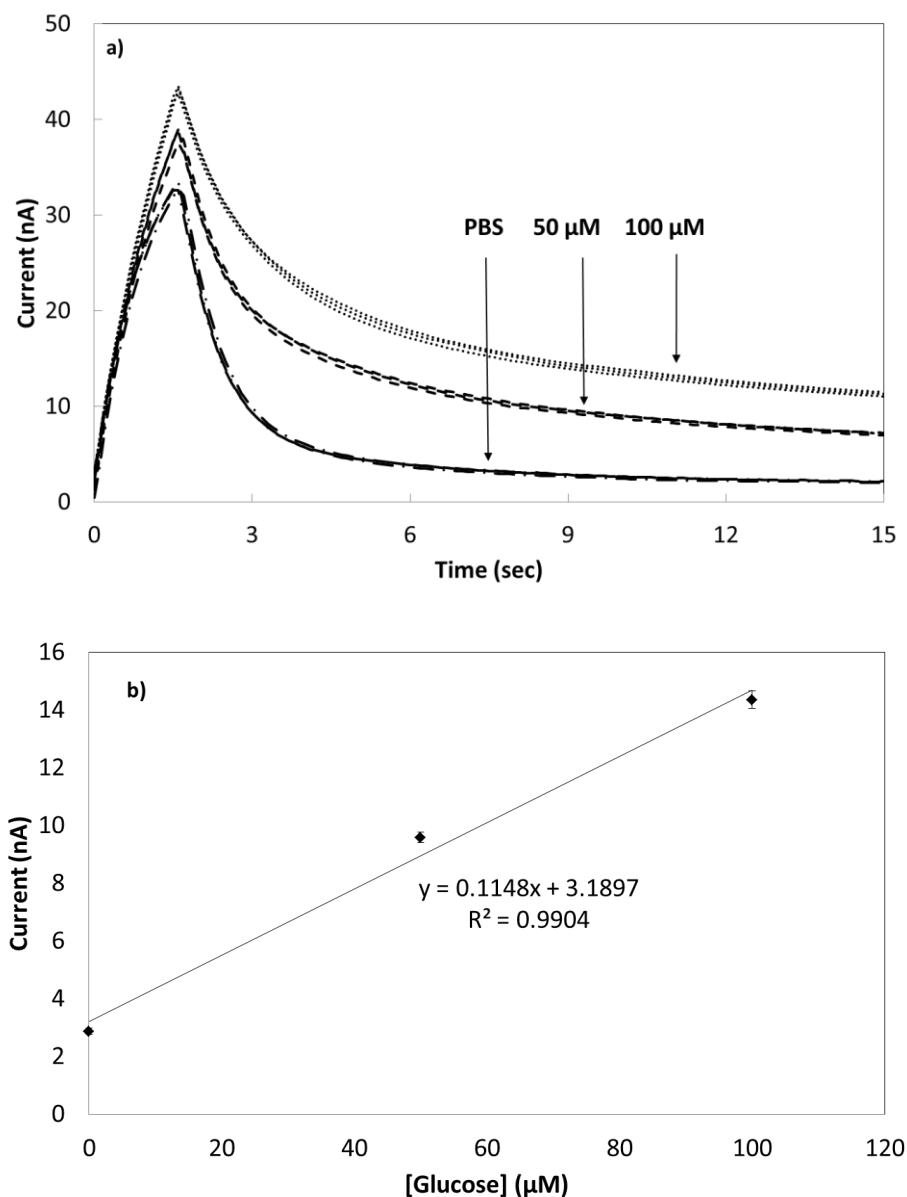 a)
50
40
30
20
10
0
Current (nA)
PBS 50 µM 100 µM
0 3 6 9 12 15
Time (sec)
b)
16
14
12
10
8
6
4
2
0
Current (nA)
y = 0.1148x + 3.1897
R² = 0.9904
0 20 40 60 80 100 120
[Glucose] (µM)